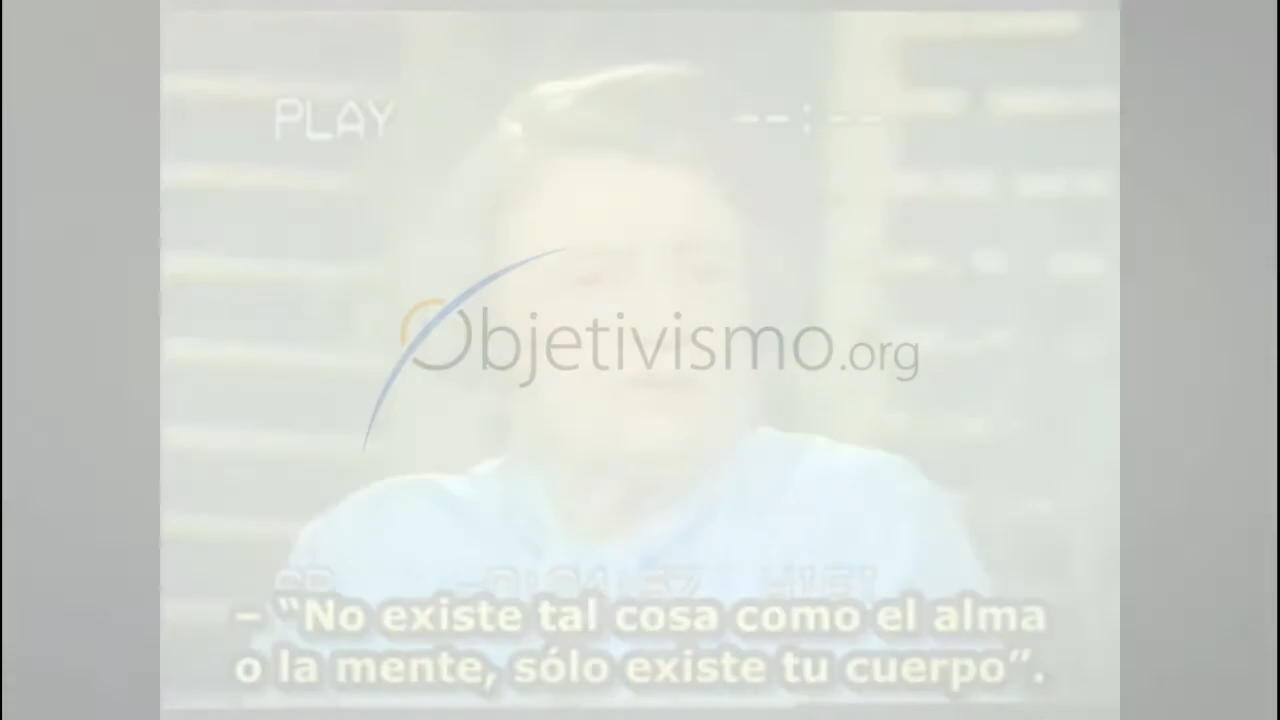 PLAY --:--
Objetivismo.org
– “No existe tal cosa como el alma
o la mente, sólo existe tu cuerpo”.